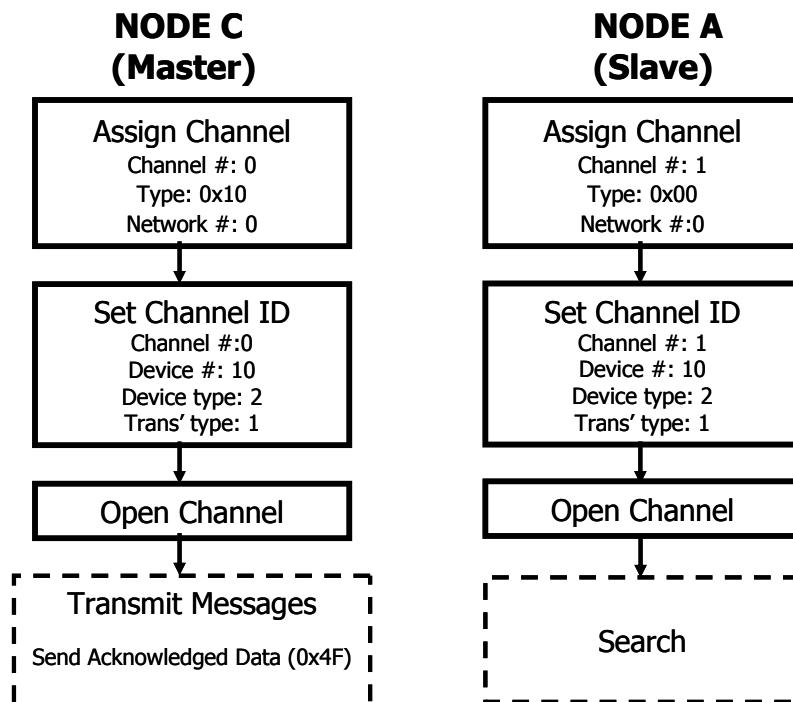 NODE C
(Master)
Assign Channel
Channel #: 0
Type: 0x10
Network #: 0
Set Channel ID
Channel #:0
Device #: 10
Device type: 2
Trans’ type: 1
Open Channel
Transmit Messages
Send Acknowledged Data (0x4F)
NODE A
(Slave)
Assign Channel
Channel #: 1
Type: 0x00
Network #:0
Set Channel ID
Channel #: 1
Device #: 10
Device type: 2
Trans’ type: 1
Open Channel
Search